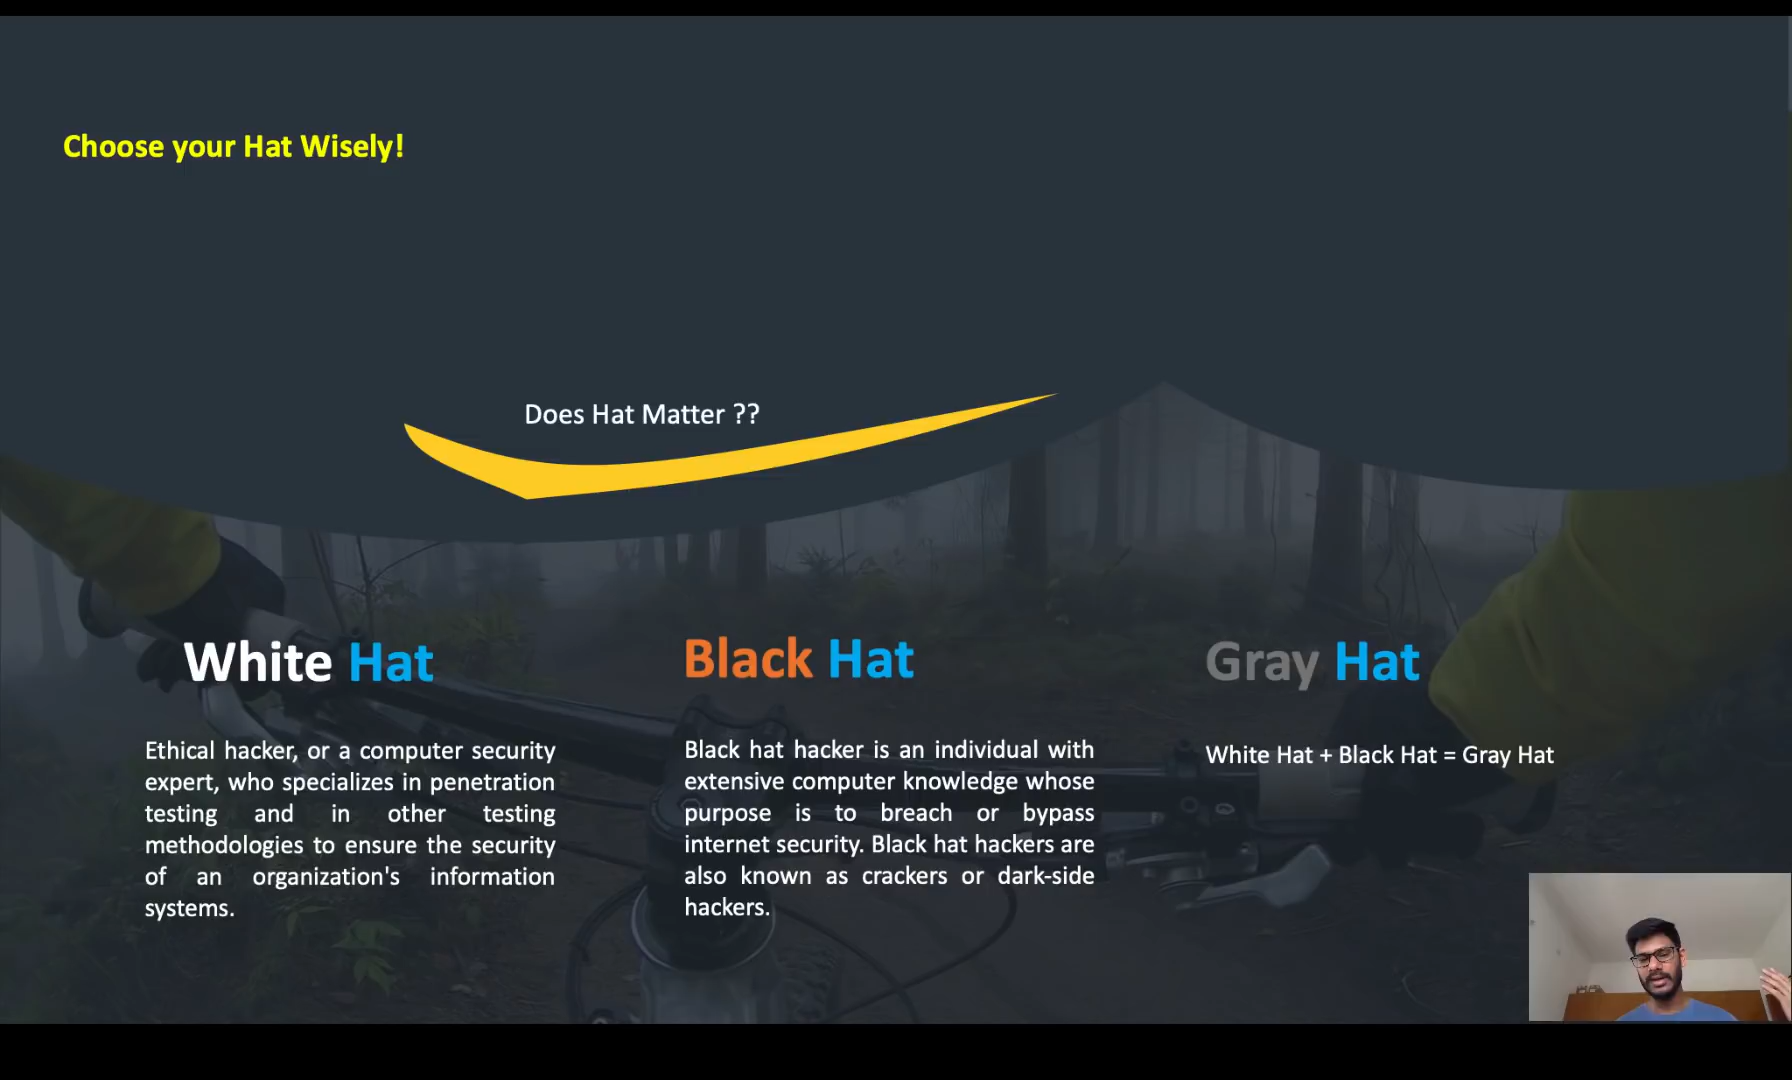 Choose your Hat Wisely!
Does Hat Matter ??
White Hat
Ethical hacker, or a computer security
expert, who specializes in penetration
testing and in other testing
methodologies to ensure the security
of an organization's information
systems.
Black Hat
Black hat hacker is an individual with
extensive computer knowledge whose
purpose is to breach or bypass
internet security. Black hat hackers are
also known as crackers or dark-side
hackers.
Gray Hat
White Hat + Black Hat = Gray Hat